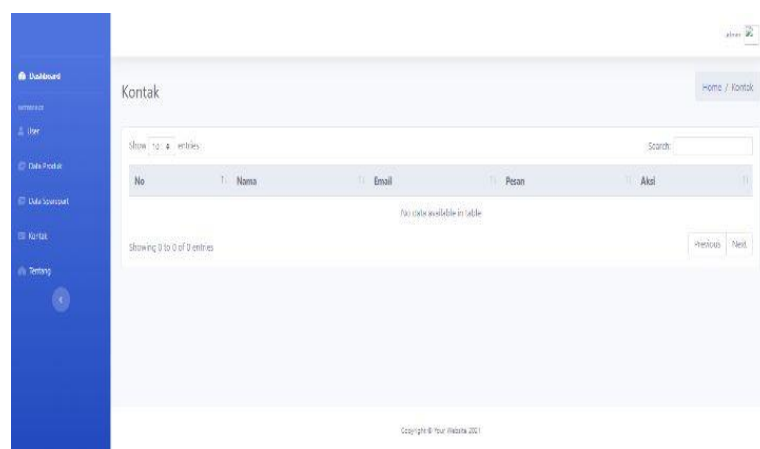 admin
Dashboard
INTERFACE
User
Data Produk
Data Sparepart
Kontak
Tentang
Kontak
Home / Kontak
Show 10 entries
Search:
No Nama Email Pesan Aksi
No data available in table
Showing 0 to 0 of 0 entries
Previous Next
Copyright © Your Website 2021